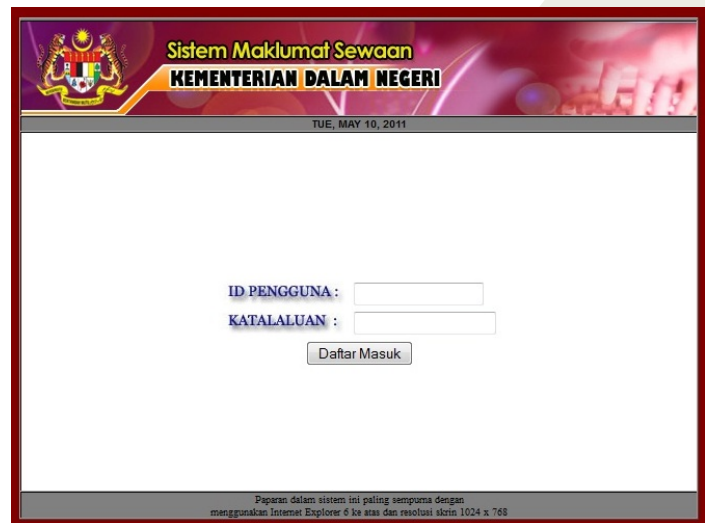 Sistem Maklumat Sewaan
KEMENTERIAN DALAM NEGERI
TUE, MAY 10, 2011
ID PENGGUNA :
KATALALUAN :
Daftar Masuk
Paparan dalam sistem ini paling sempurna dengan
menggunakan Internet Explorer 6 ke atas dan resolusi skrin 1024 x 768